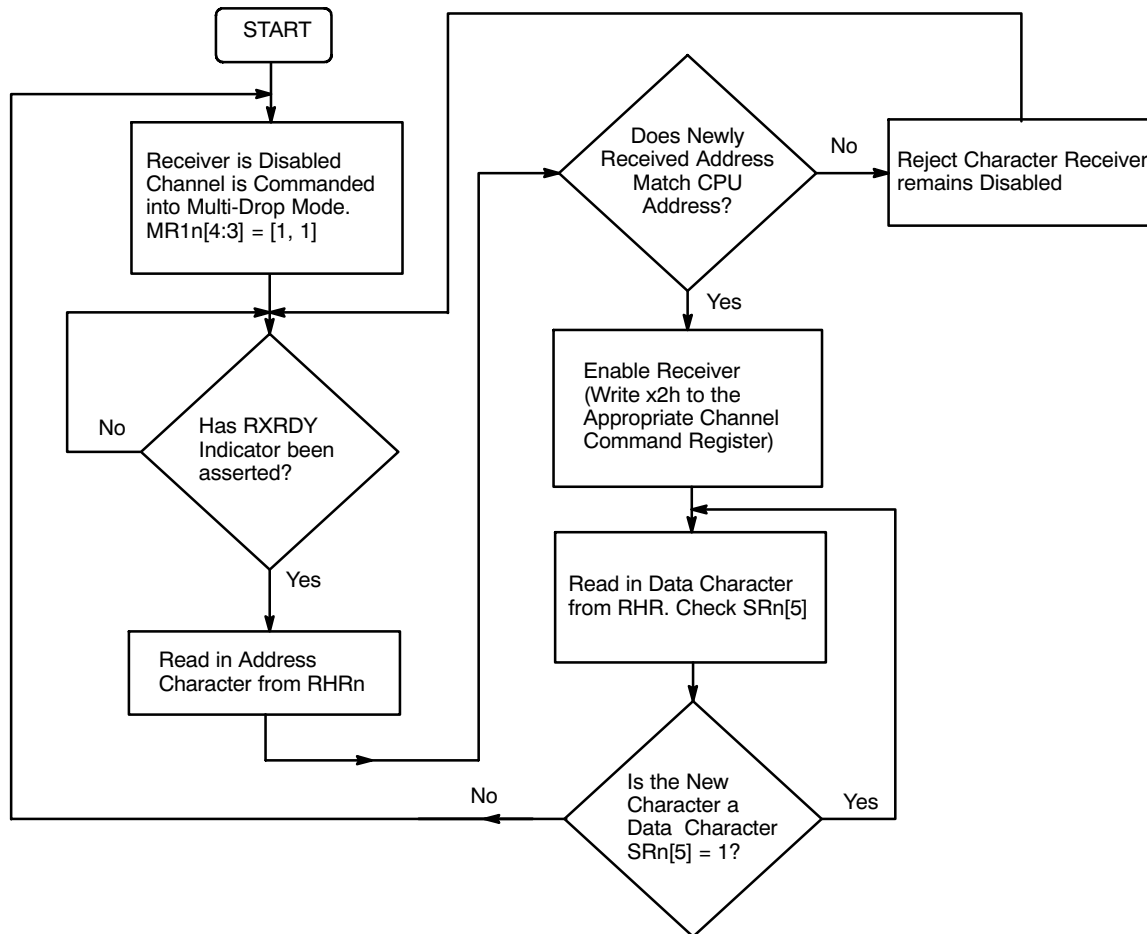 START
Receiver is Disabled
Channel is Commanded
into Multi-Drop Mode.
MR1n[4:3] = [1, 1]
Has RXRDY
Indicator been
asserted?
No
Yes
Read in Address
Character from RHRn
Does Newly
Received Address
Match CPU
Address?
No
Reject Character Receiver
remains Disabled
Yes
Enable Receiver
(Write x2h to the
Appropriate Channel
Command Register)
Read in Data Character
from RHR. Check SRn[5]
Is the New
Character a
Data Character
SRn[5] = 1?
Yes
No